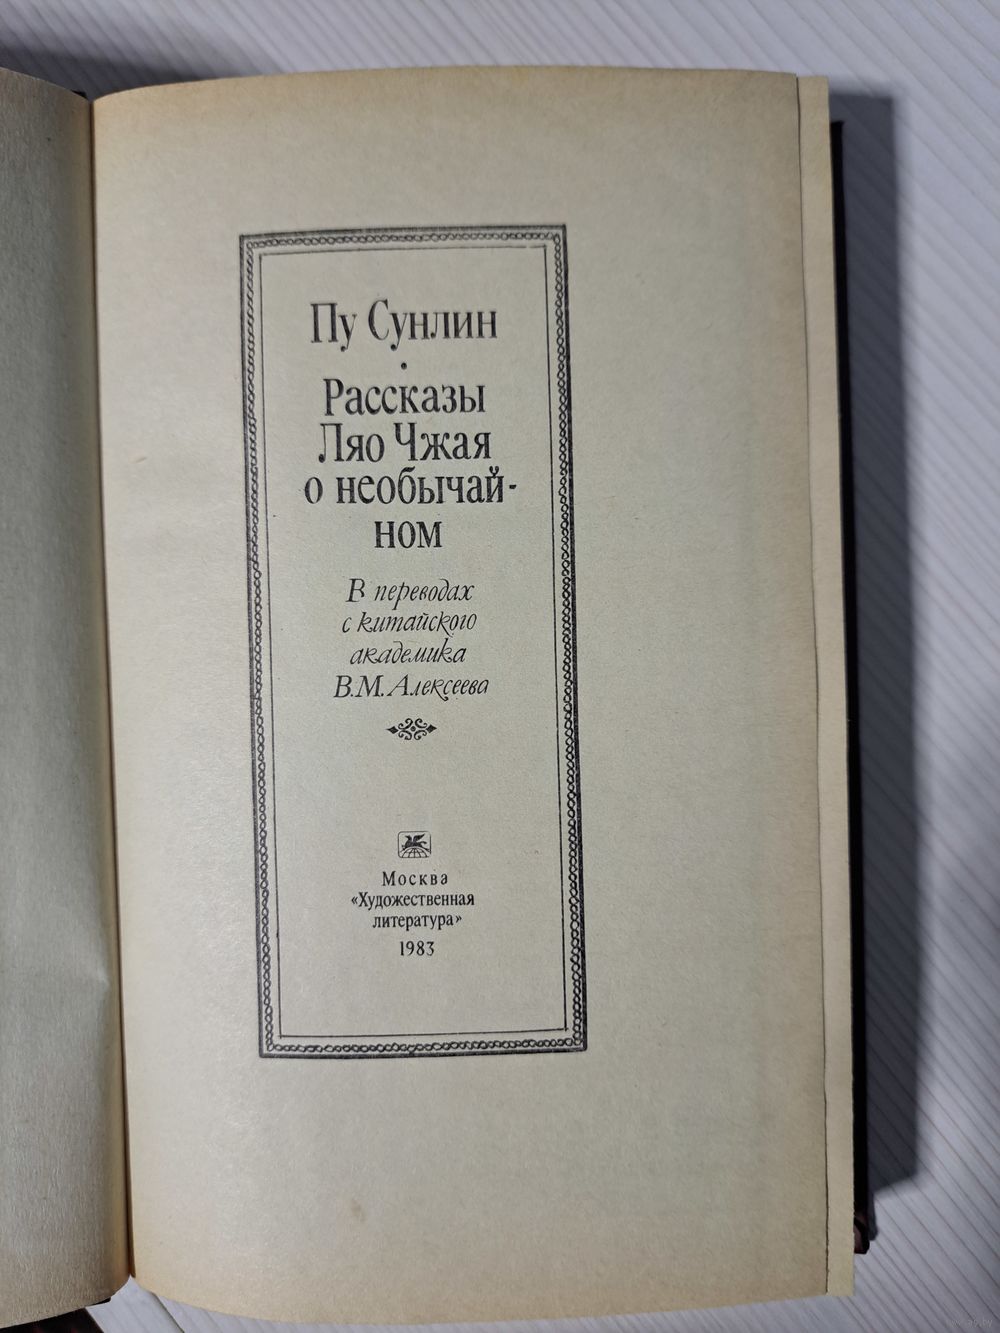 Пу Сунлин
Рассказы
Ляо Чжая
о необычай-
ном
В переводах
с китайского
академика
В.М.Алексеева
Москва
«Художественная
литература»
1983